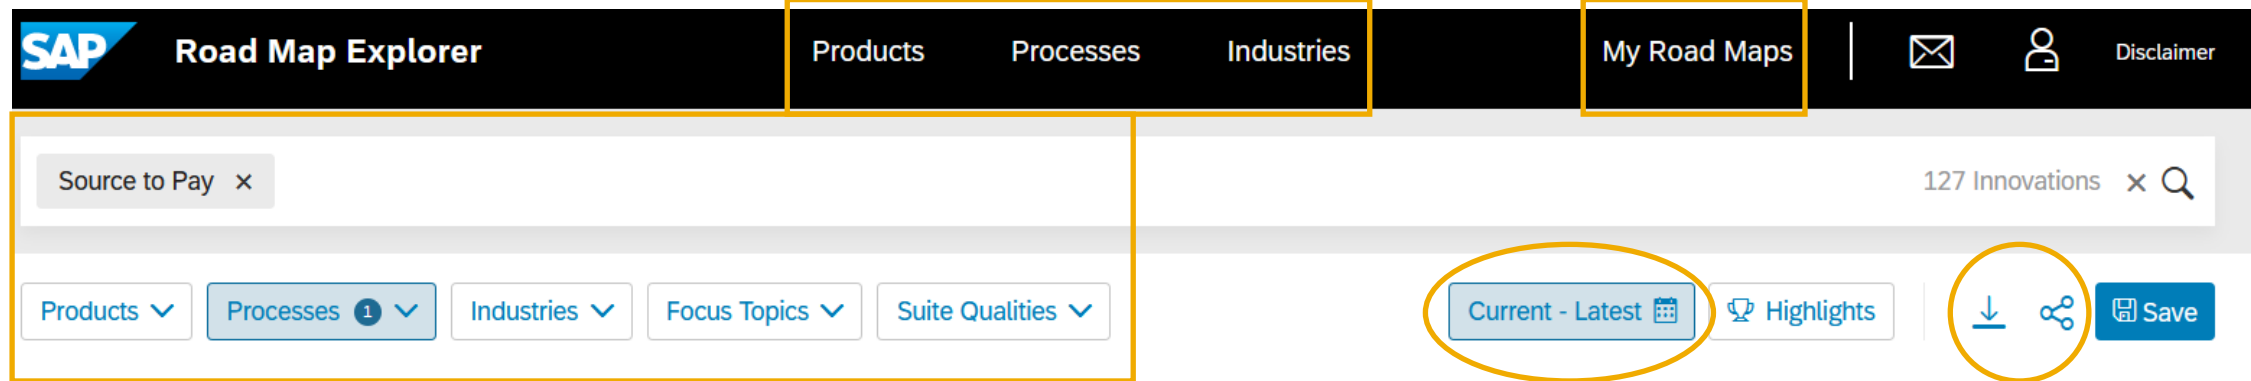 SAP Road Map Explorer Products Processes Industries My Road Maps Disclaimer
Source to Pay × 127 Innovations ×
Products Processes 1 Industries Focus Topics Suite Qualities Current - Latest Highlights Save